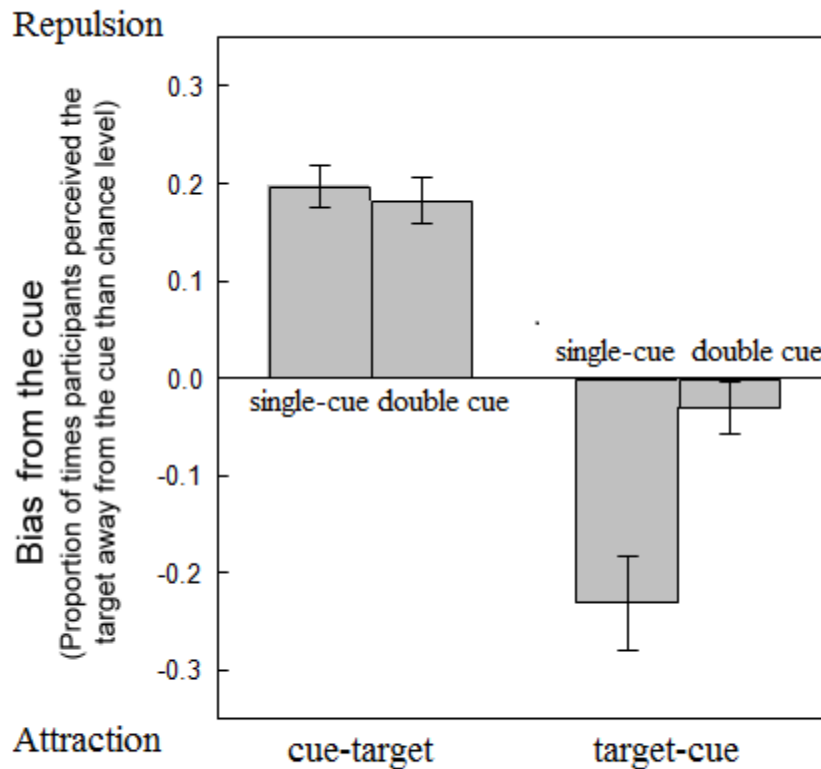 Repulsion
Bias from the cue
(Proportion of times participants perceived the
target away from the cue than chance level)
0.3
0.2
0.1
0.0
-0.1
-0.2
-0.3
single-cue double cue
single-cue double cue
Attraction
cue-target
target-cue